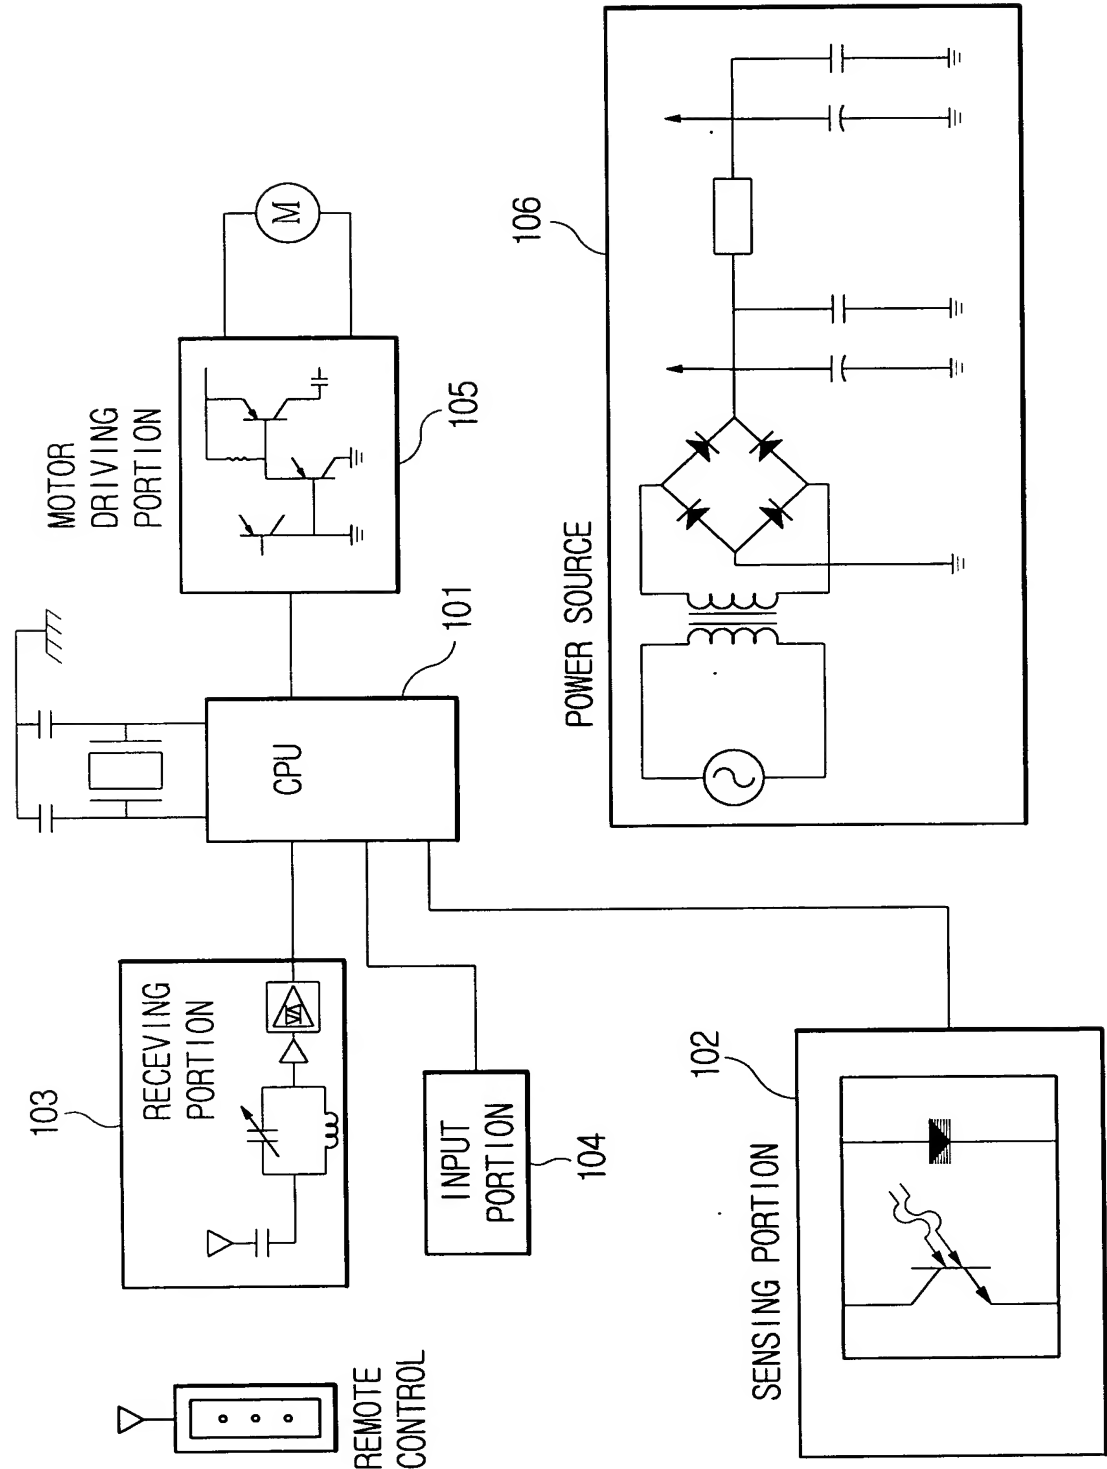 REMOTE
CONTROL
103
RECEVING
PORTION
INPUT
PORTION
104
CPU
101
MOTOR
DRIVING
PORTION
105
M
SENSING PORTION
102
POWER SOURCE
106